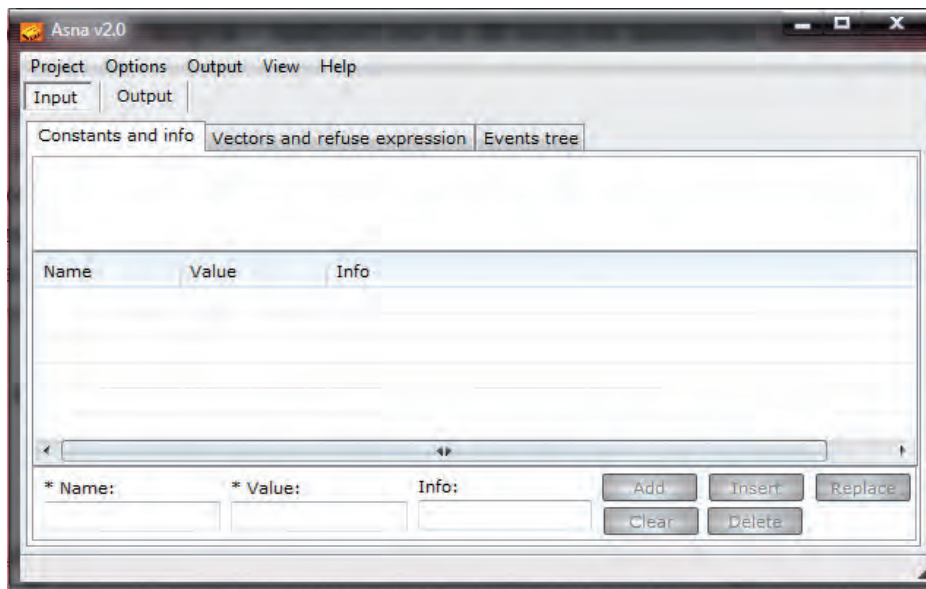 Asna v2.0
Project Options Output View Help
Input Output
Constants and info Vectors and refuse expression Events tree
Name Value Info
* Name: * Value: Info:
Add Insert Replace
Clear Delete